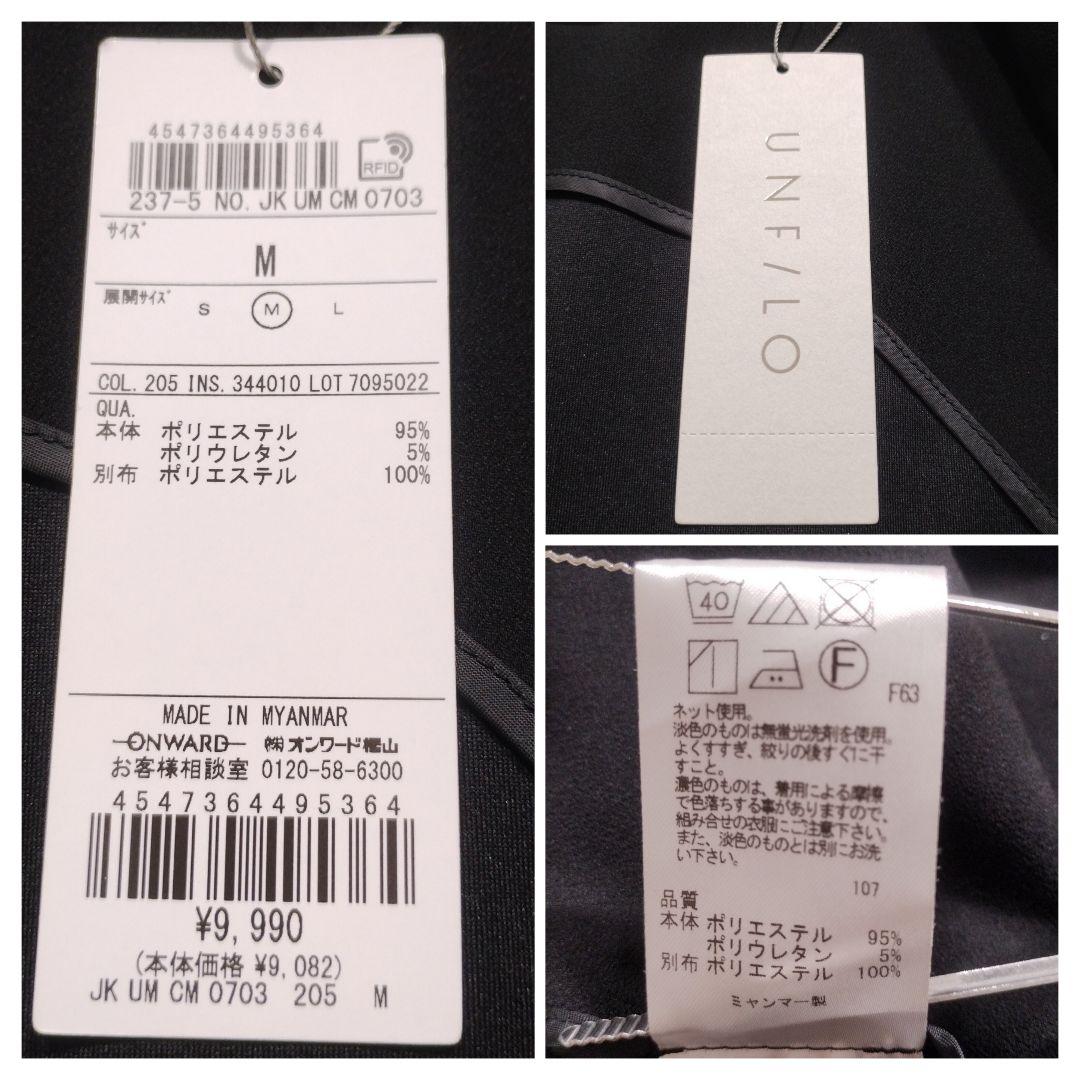 4547364495364
RFID
237-5 NO. JK UM CM 0703
サイズ
M
展開サイズ
S M L
COL. 205 INS. 344010 LOT 7095022
QUA.
本体 ポリエステル 95%
ポリウレタン 5%
別布 ポリエステル 100%
MADE IN MYANMAR
ONWARD ㈱オンワード樫山
お客様相談室 0120-58-6300
4547364495364
¥9,990
(本体価格 ¥9,082)
JK UM CM 0703 205 M
UNF/LO
40
F
F63
ネット使用。
淡色のものは無蛍光洗剤を使用。
よくすすぎ、絞りの後すぐに干
すこと。
濃色のものは、着用による摩擦
で色落ちする事がありますので、
組み合せの衣服にご注意下さい。
また、淡色のものとは別にお洗
い下さい。
107
品質
本体 ポリエステル 95%
ポリウレタン 5%
別布 ポリエステル 100%
ミャンマー製